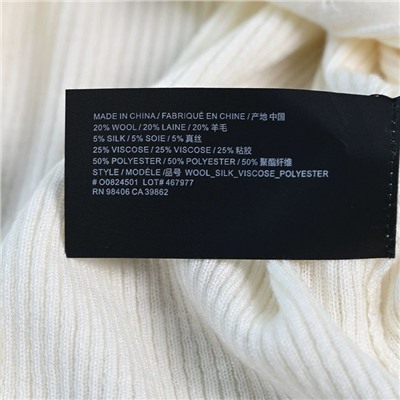 MADE IN CHINA / FABRIQUÉ EN CHINE / 产地 中国
20% WOOL / 20% LAINE / 20% 羊毛
5% SILK / 5% SOIE / 5% 真丝
25% VISCOSE / 25% VISCOSE / 25% 粘胶
50% POLYESTER / 50% POLYESTER / 50% 聚酯纤维
STYLE / MODÈLE /品号 WOOL_SILK_VISCOSE_POLYESTER
# O0824501 LOT# 467977
RN 98406 CA 39862